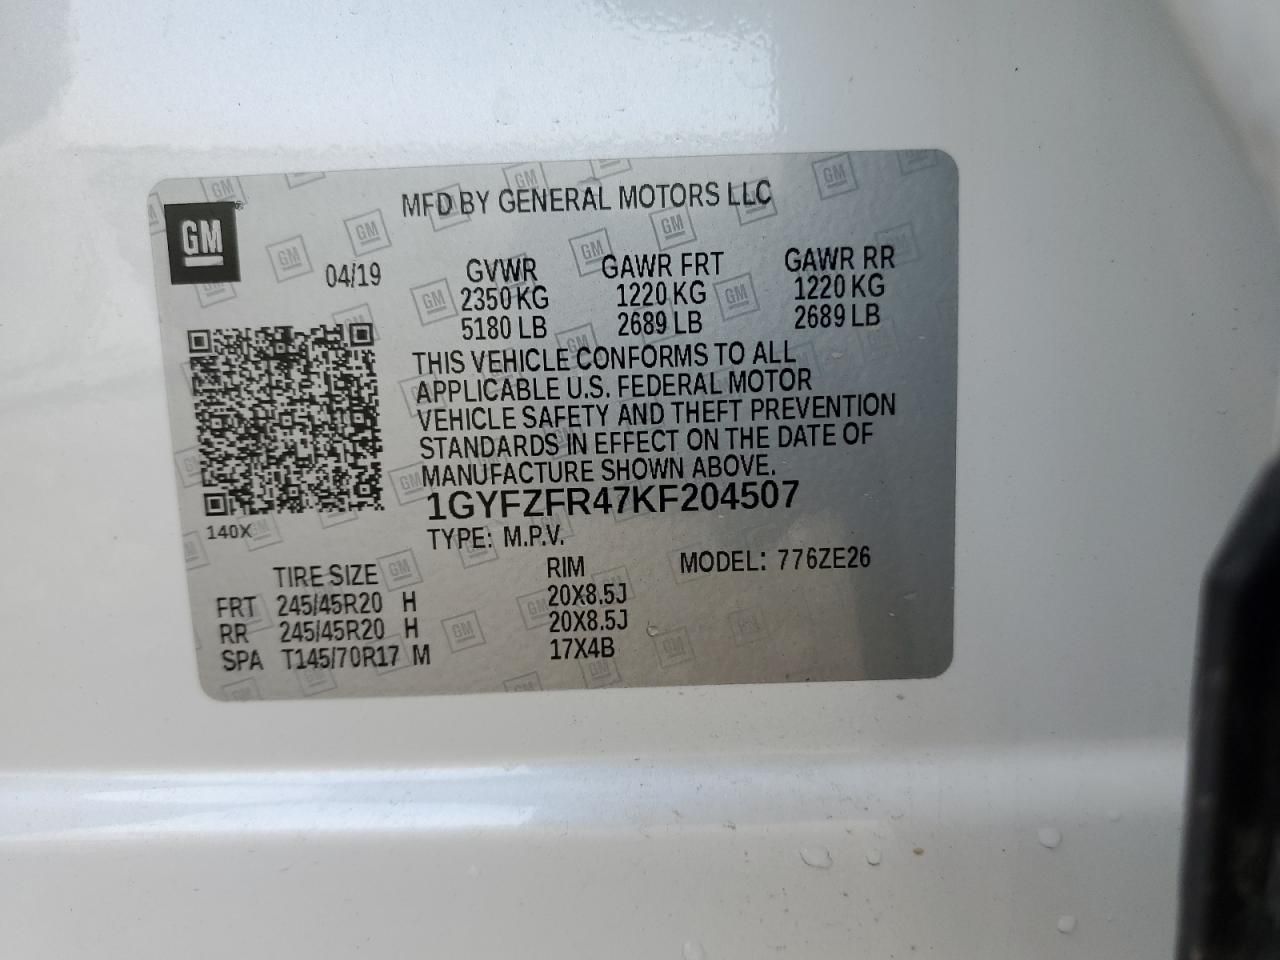 MFD BY GENERAL MOTORS LLC
GM
04/19
GVWR GAWR FRT GAWR RR
2350 KG 1220 KG 1220 KG
5180 LB 2689 LB 2689 LB
THIS VEHICLE CONFORMS TO ALL
APPLICABLE U.S. FEDERAL MOTOR
VEHICLE SAFETY AND THEFT PREVENTION
STANDARDS IN EFFECT ON THE DATE OF
MANUFACTURE SHOWN ABOVE.
1GYFZFR47KF204507
140X
TYPE: M.P.V.
TIRE SIZE RIM MODEL: 776ZE26
FRT 245/45R20 H 20X8.5J
RR 245/45R20 H 20X8.5J
SPA T145/70R17 M 17X4B